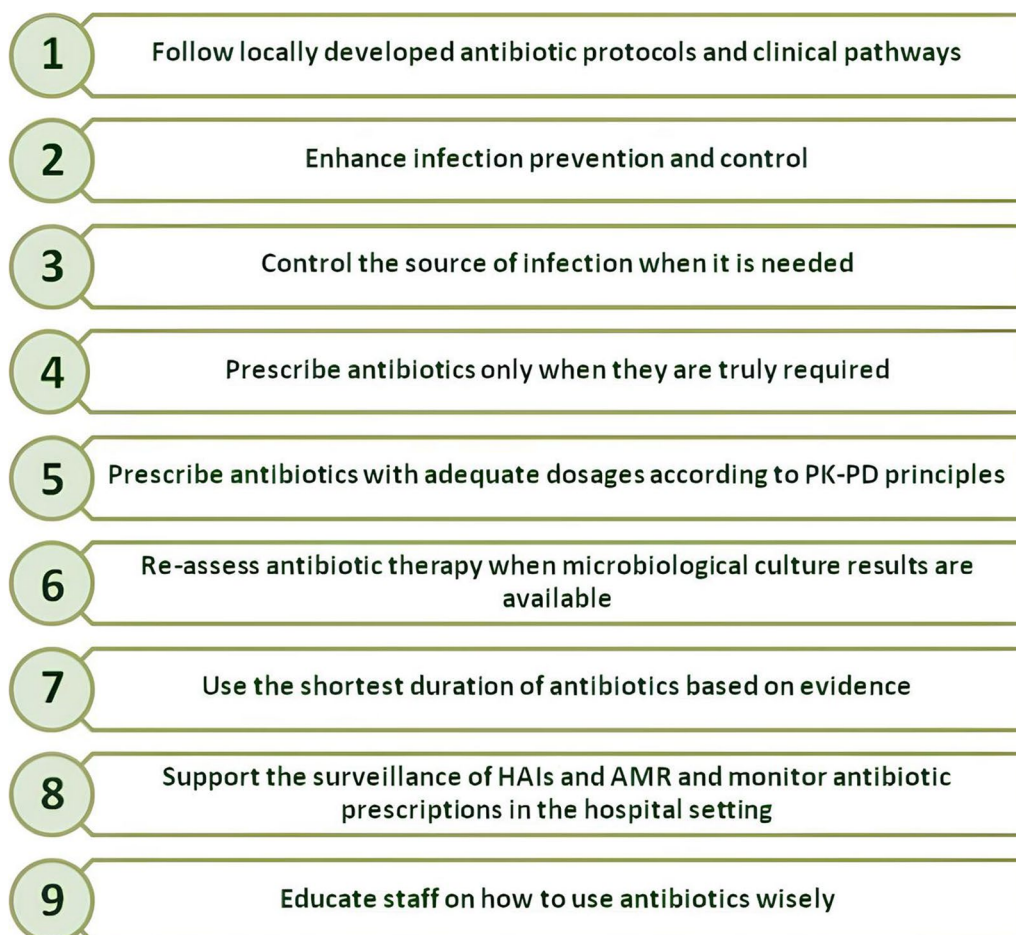 1
Follow locally developed antibiotic protocols and clinical pathways
2
Enhance infection prevention and control
3
Control the source of infection when it is needed
4
Prescribe antibiotics only when they are truly required
5
Prescribe antibiotics with adequate dosages according to PK-PD principles
6
Re-assess antibiotic therapy when microbiological culture results are
available
7
Use the shortest duration of antibiotics based on evidence
8
Support the surveillance of HAIs and AMR and monitor antibiotic
prescriptions in the hospital setting
9
Educate staff on how to use antibiotics wisely